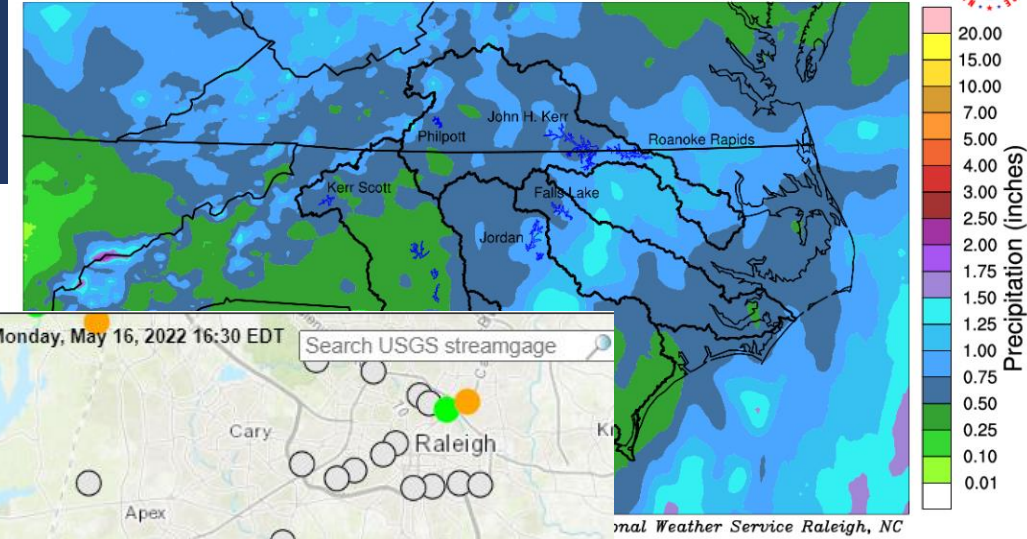 20.00
15.00
10.00
7.00
5.00
4.00
3.00
2.50
2.00
1.75
1.50
1.25
1.00
0.75
0.50
0.25
0.10
0.01
Precipitation (inches)
John H. Kerr
Philpott
Roanoke Rapids
Kerr Scott
Falls Lake
Jordan
onday, May 16, 2022 16:30 EDT
Search USGS streamgage
70
Cary
Raleigh
Apex
onal Weather Service Raleigh, NC